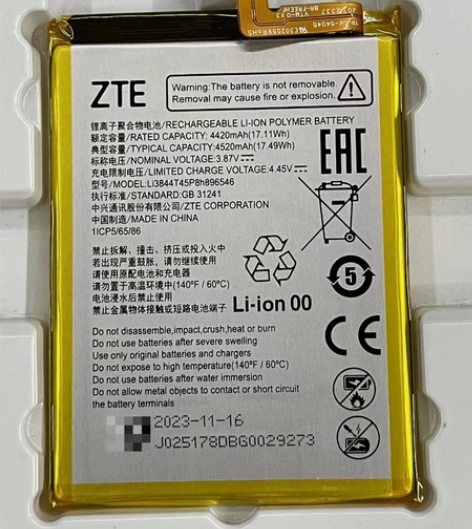 ZTE
Warning:The battery is not removable.
Removal may cause fire or explosion.
锂离子聚合物电池/RECHARGEABLE LI-ION POLYMER BATTERY
额定容量/RATED CAPACITY: 4420mAh(17.11Wh)
典型容量/TYPICAL CAPACITY:4520mAh(17.49Wh)
标称电压/NOMINAL VOLTAGE:3.87V
充电限制电压/LIMITED CHARGE VOLTAGE:4.45V
型号/MODEL:Li3844T45P8h896546
执行标准/STANDARD:GB 31241
中兴通讯股份有限公司/ZTE CORPORATION
中国制造/MADE IN CHINA
1ICP5/65/86
EAC
禁止拆解、撞击、挤压或投入火中
若出现严重鼓胀,请勿继续使用
请使用原配电池和充电器
请勿置于高温环境中(140°F / 60°C)
电池浸水后禁止使用
禁止金属物体接触或短路电池端子
Li-ion 00
5
CE
Do not disassemble,impact,crush,heat or burn
Do not use batteries after severe swelling
Use only original batteries and chargers
Do not expose to high temperature(140°F / 60°C)
Do not use batteries after water immersion
Do not allow metal objects to contact or short circuit
the battery terminals
2023-11-16
J025178DBG0029273